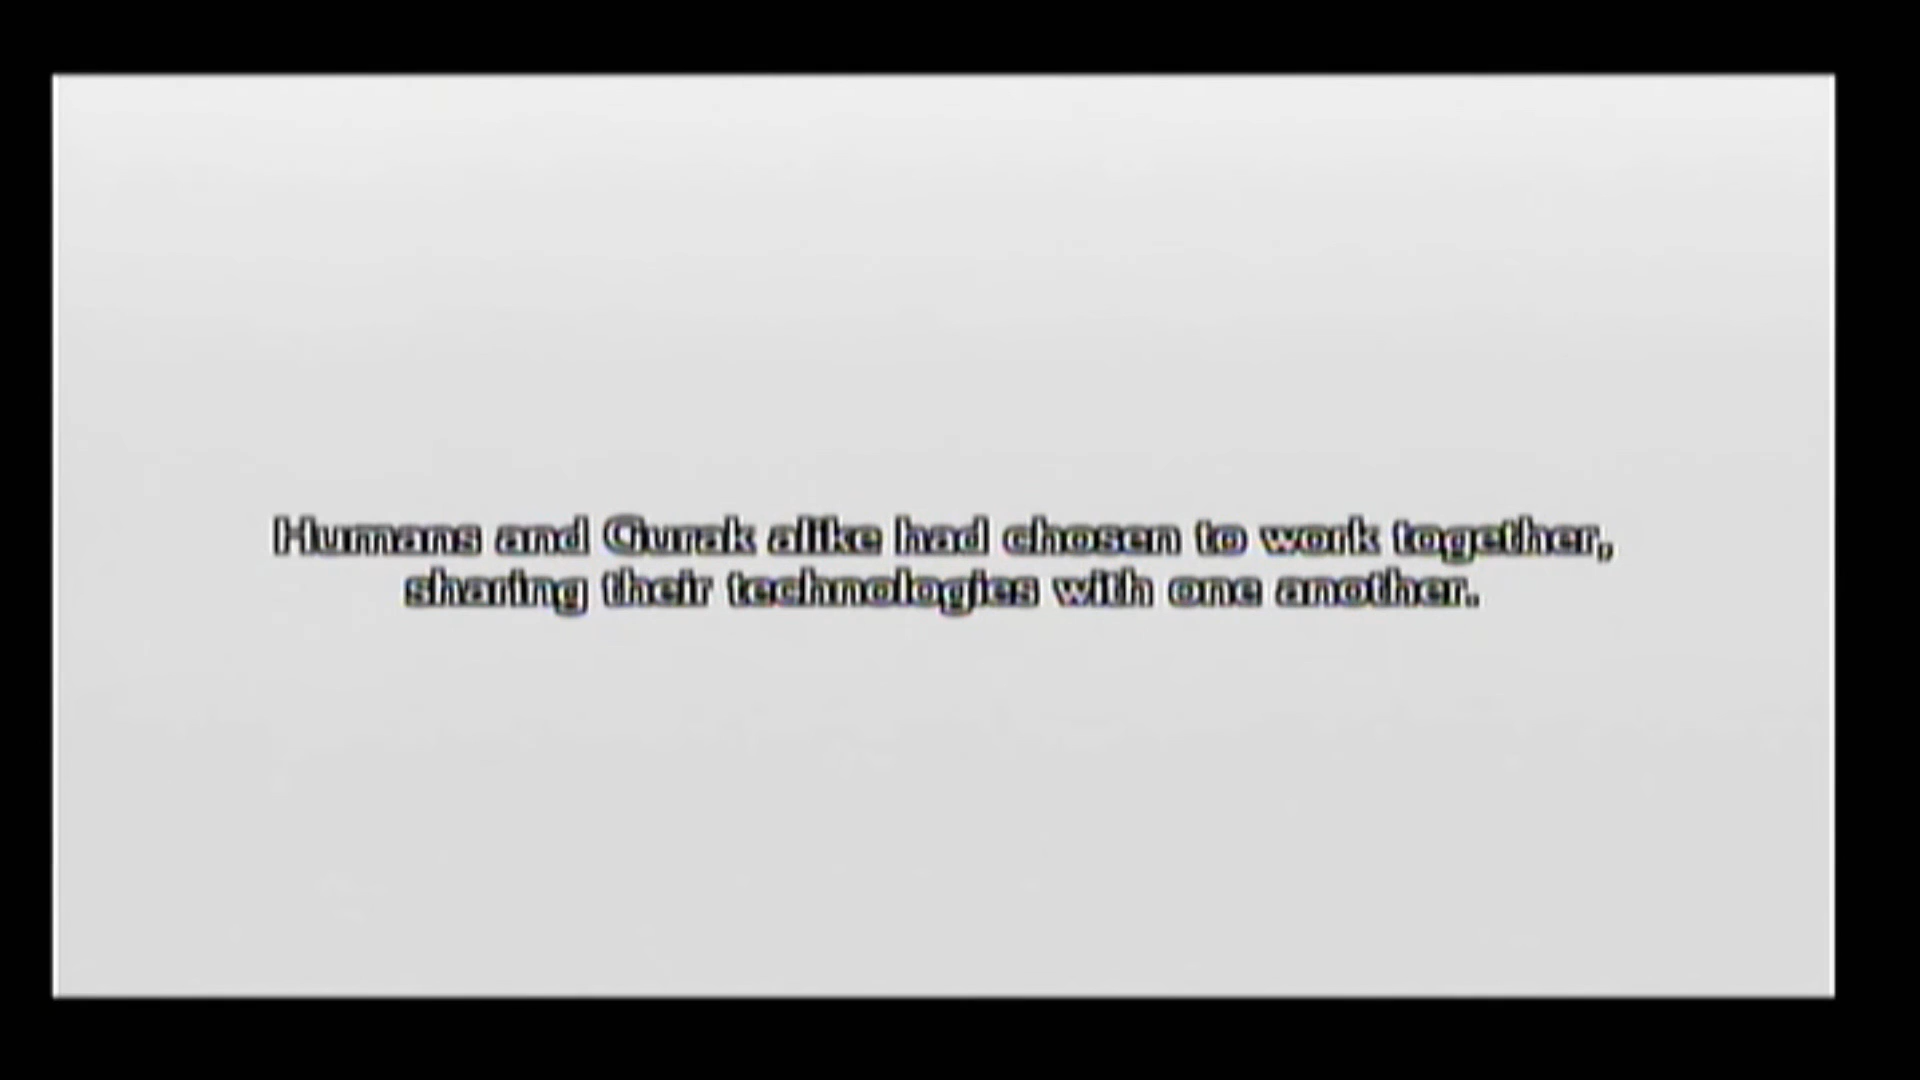 Humans and Gurak alike had chosen to work together,
sharing their technologies with one another.